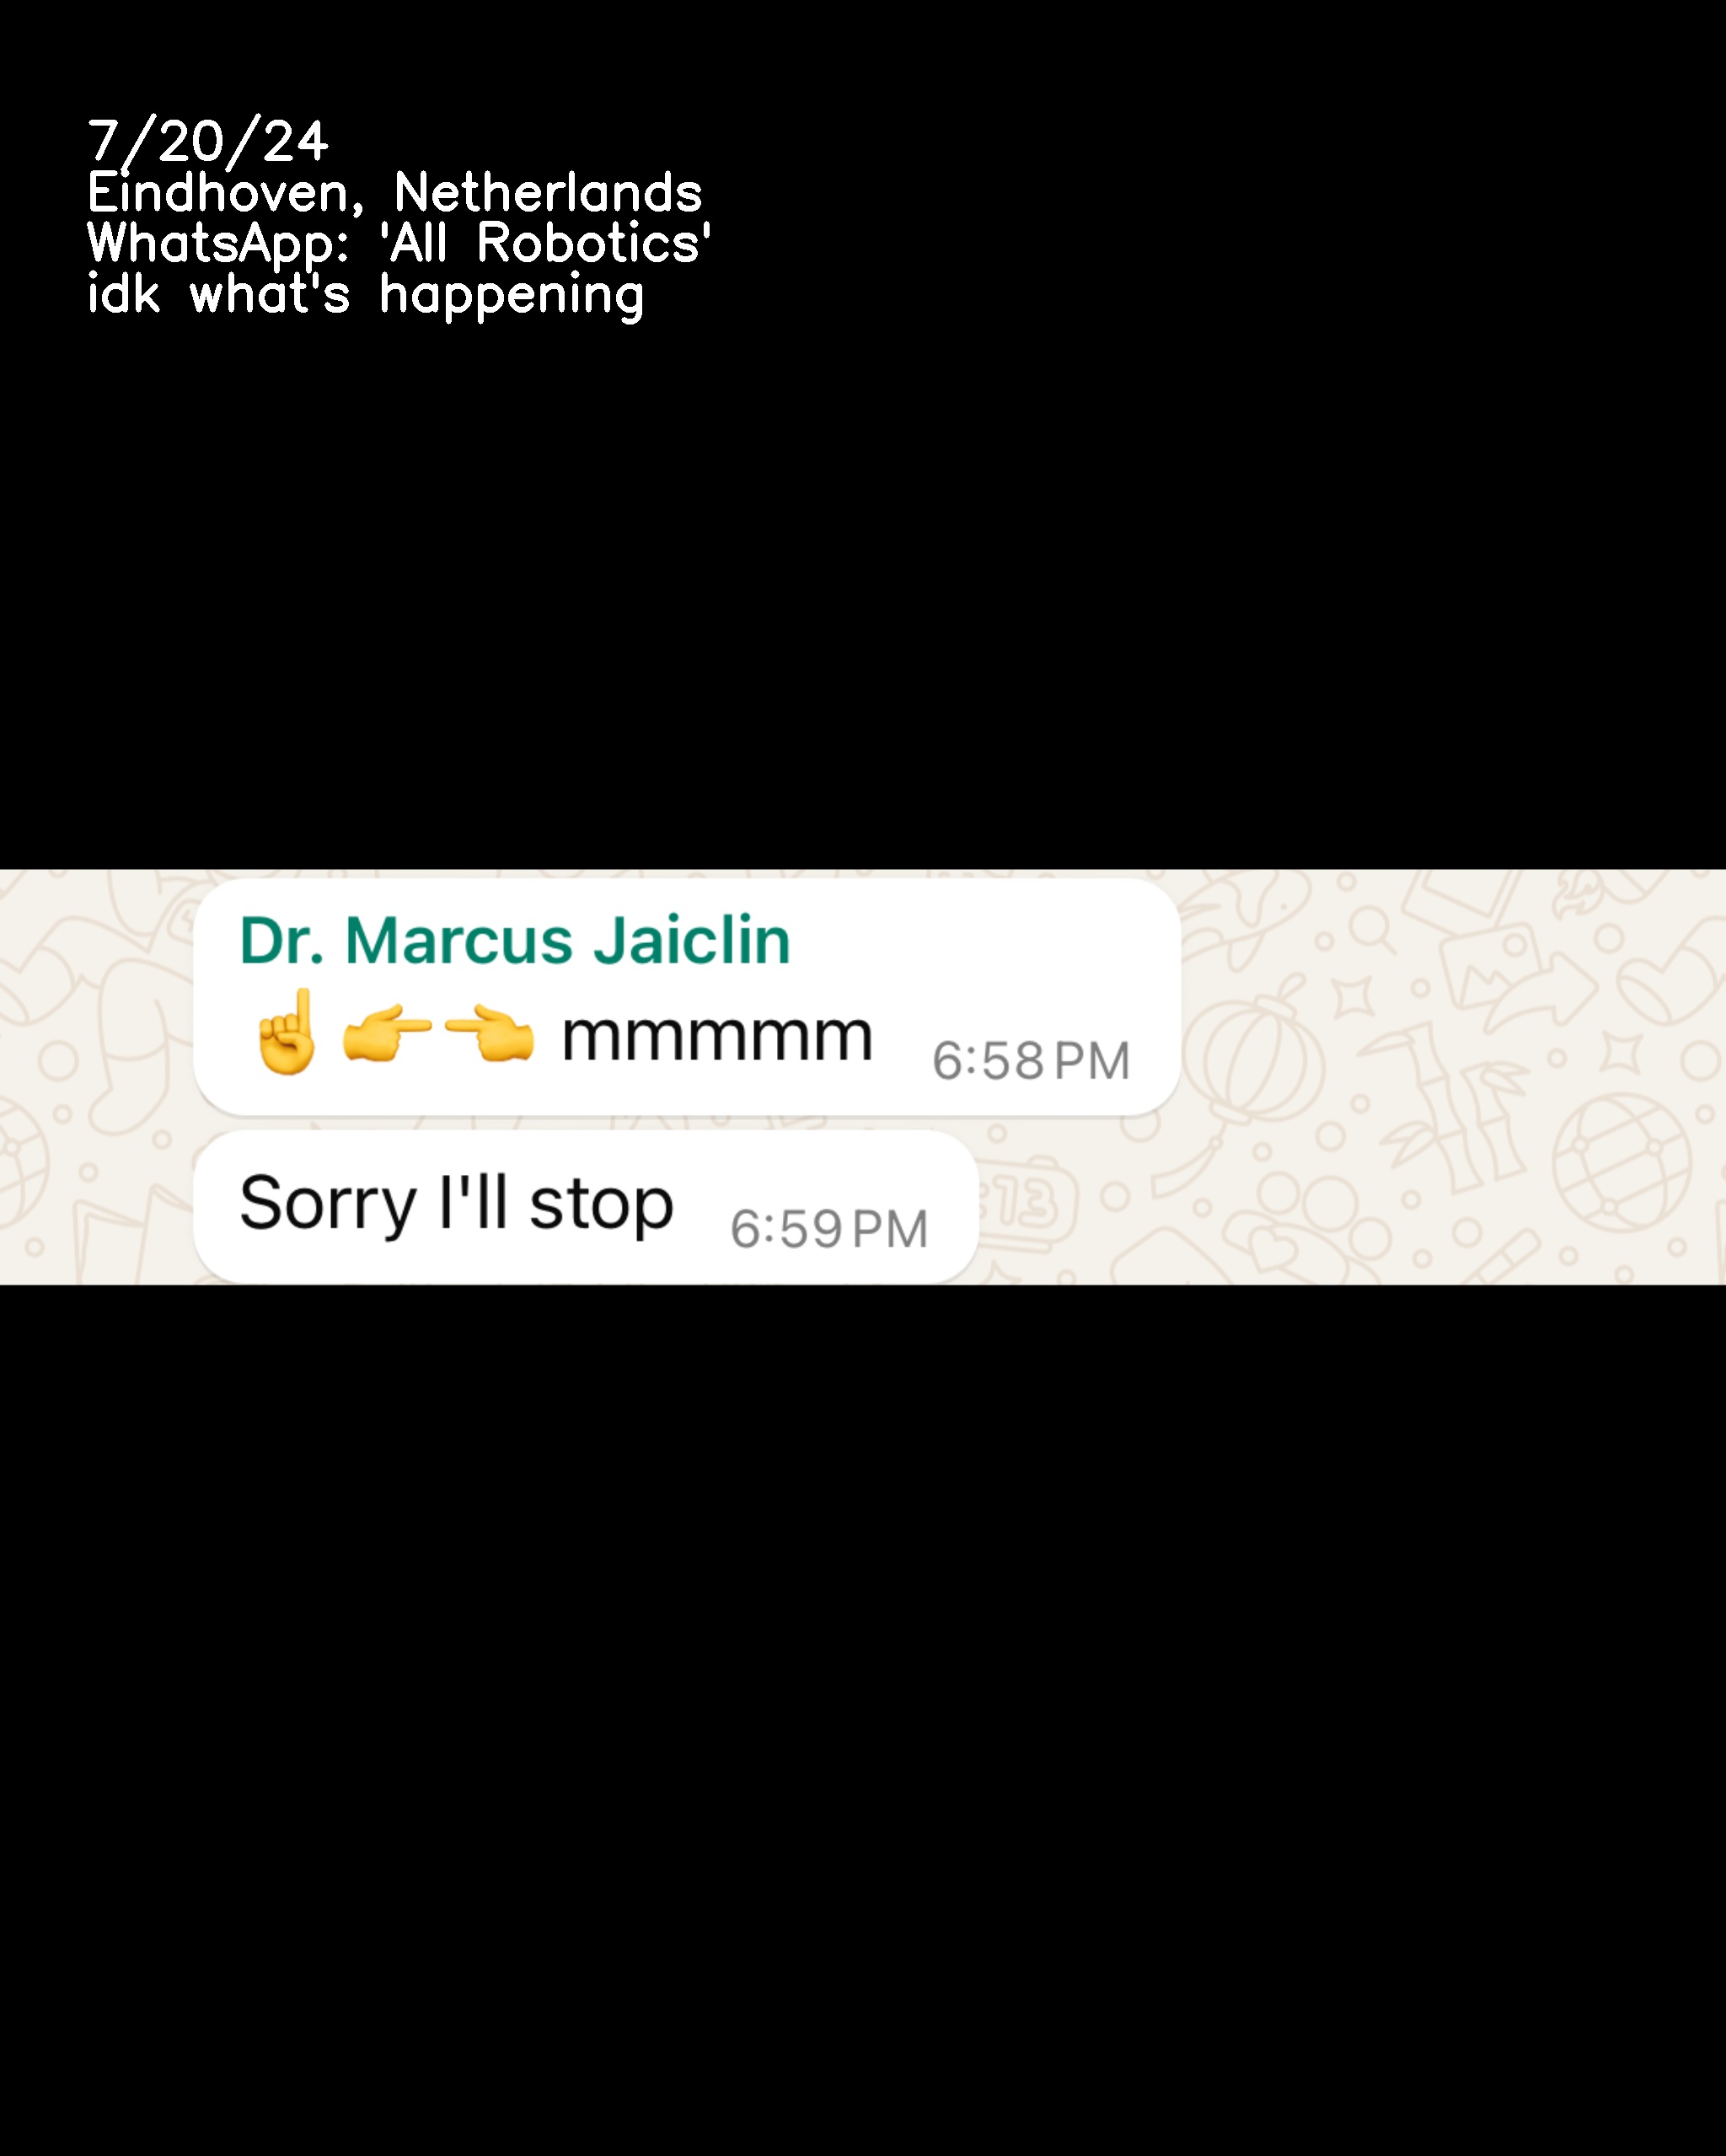 7/20/24
Eindhoven, Netherlands
WhatsApp: 'All Robotics'
idk what's happening
Dr. Marcus Jaiclin
☝️👉👈 mmmmm 6:58 PM
Sorry I'll stop 6:59 PM